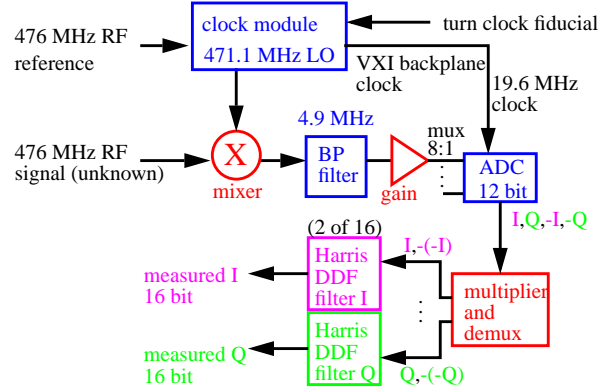 476 MHz RF
reference
clock module
471.1 MHz LO
turn clock fiducial
VXI backplane
clock
19.6 MHz
clock
476 MHz RF
signal (unknown)
X
mixer
4.9 MHz
BP
filter
gain
mux
8:1
ADC
12 bit
I,Q,-I,-Q
(2 of 16)
measured I
16 bit
Harris
DDF
filter I
I,-(-I)
multiplier
and
demux
measured Q
16 bit
Harris
DDF
filter Q
Q,-(-Q)